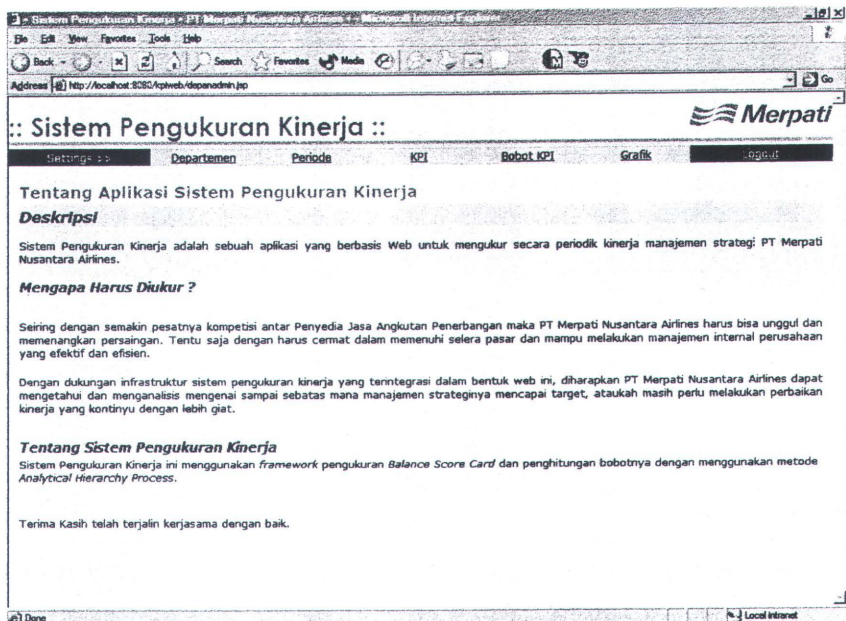 - Sistem Pengukuran Kinerja - PT Merpati Nusantara Airlines - - Microsoft Internet Explorer
File Edit View Favorites Tools Help
Back Search Favorites Media
Address http://localhost:8080/kpiweb/depanadmin.jsp Go
Merpati
:: Sistem Pengukuran Kinerja ::
Settings >> Departemen Periode KPI Bobot KPI Grafik Logout
Tentang Aplikasi Sistem Pengukuran Kinerja
Deskripsi
Sistem Pengukuran Kinerja adalah sebuah aplikasi yang berbasis Web untuk mengukur secara periodik kinerja manajemen strategi PT Merpati
Nusantara Airlines.
Mengapa Harus Diukur ?
Seiring dengan semakin pesatnya kompetisi antar Penyedia Jasa Angkutan Penerbangan maka PT Merpati Nusantara Airlines harus bisa unggul dan
memenangkan persaingan. Tentu saja dengan harus cermat dalam memenuhi selera pasar dan mampu melakukan manajemen internal perusahaan
yang efektif dan efisien.
Dengan dukungan infrastruktur sistem pengukuran kinerja yang terintegrasi dalam bentuk web ini, diharapkan PT Merpati Nusantara Airlines dapat
mengetahui dan menganalisis mengenai sampai sebatas mana manajemen strateginya mencapai target, ataukah masih perlu melakukan perbaikan
kinerja yang kontinyu dengan lebih giat.
Tentang Sistem Pengukuran Kinerja
Sistem Pengukuran Kinerja ini menggunakan framework pengukuran Balance Score Card dan penghitungan bobotnya dengan menggunakan metode
Analytical Hierarchy Process.
Terima Kasih telah terjalin kerjasama dengan baik.
Done Local intranet